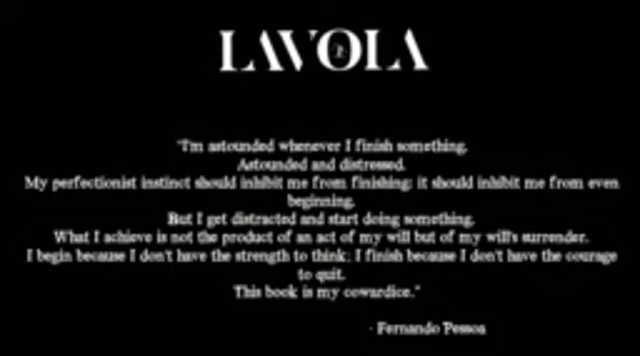 LAVOLA
"I'm astounded whenever I finish something.
Astounded and distressed.
My perfectionist instinct should inhibit me from finishing; it should inhibit me from even
beginning.
But I get distracted and start doing something.
What I achieve is not the product of an act of my will but of my will's surrender.
I begin because I don't have the strength to think; I finish because I don't have the courage
to quit.
This book is my cowardice."
- Fernando Pessoa